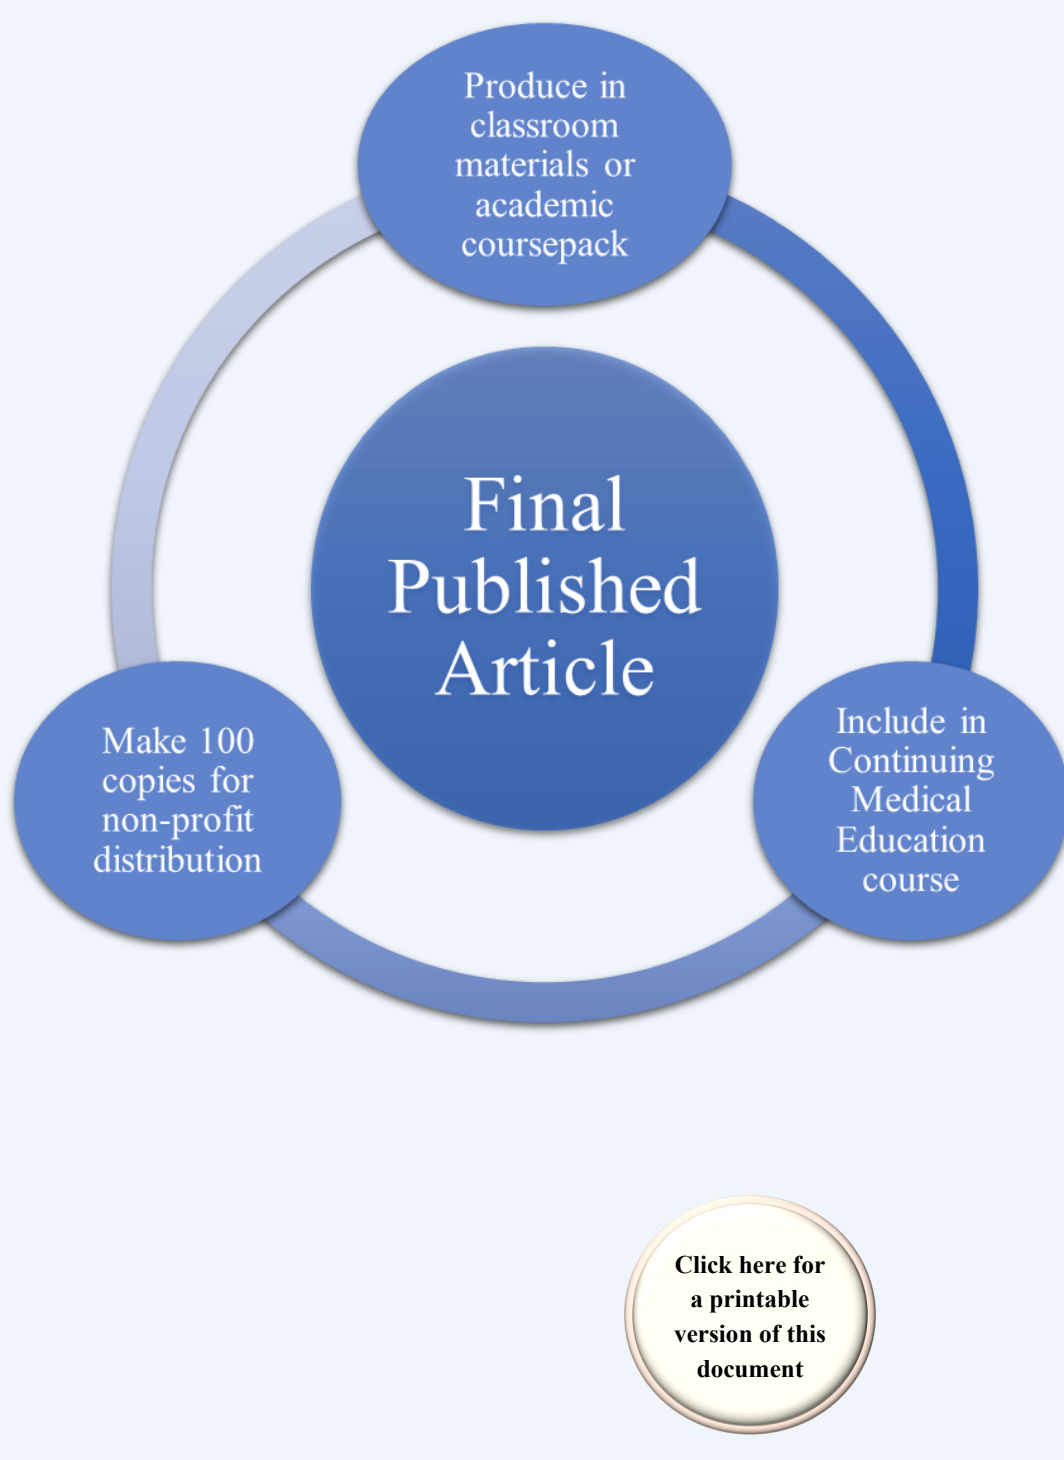 Produce in
classroom
materials or
academic
coursepack
Final
Published
Article
Make 100
copies for
non-profit
distribution
Include in
Continuing
Medical
Education
course
Click here for
a printable
version of this
document